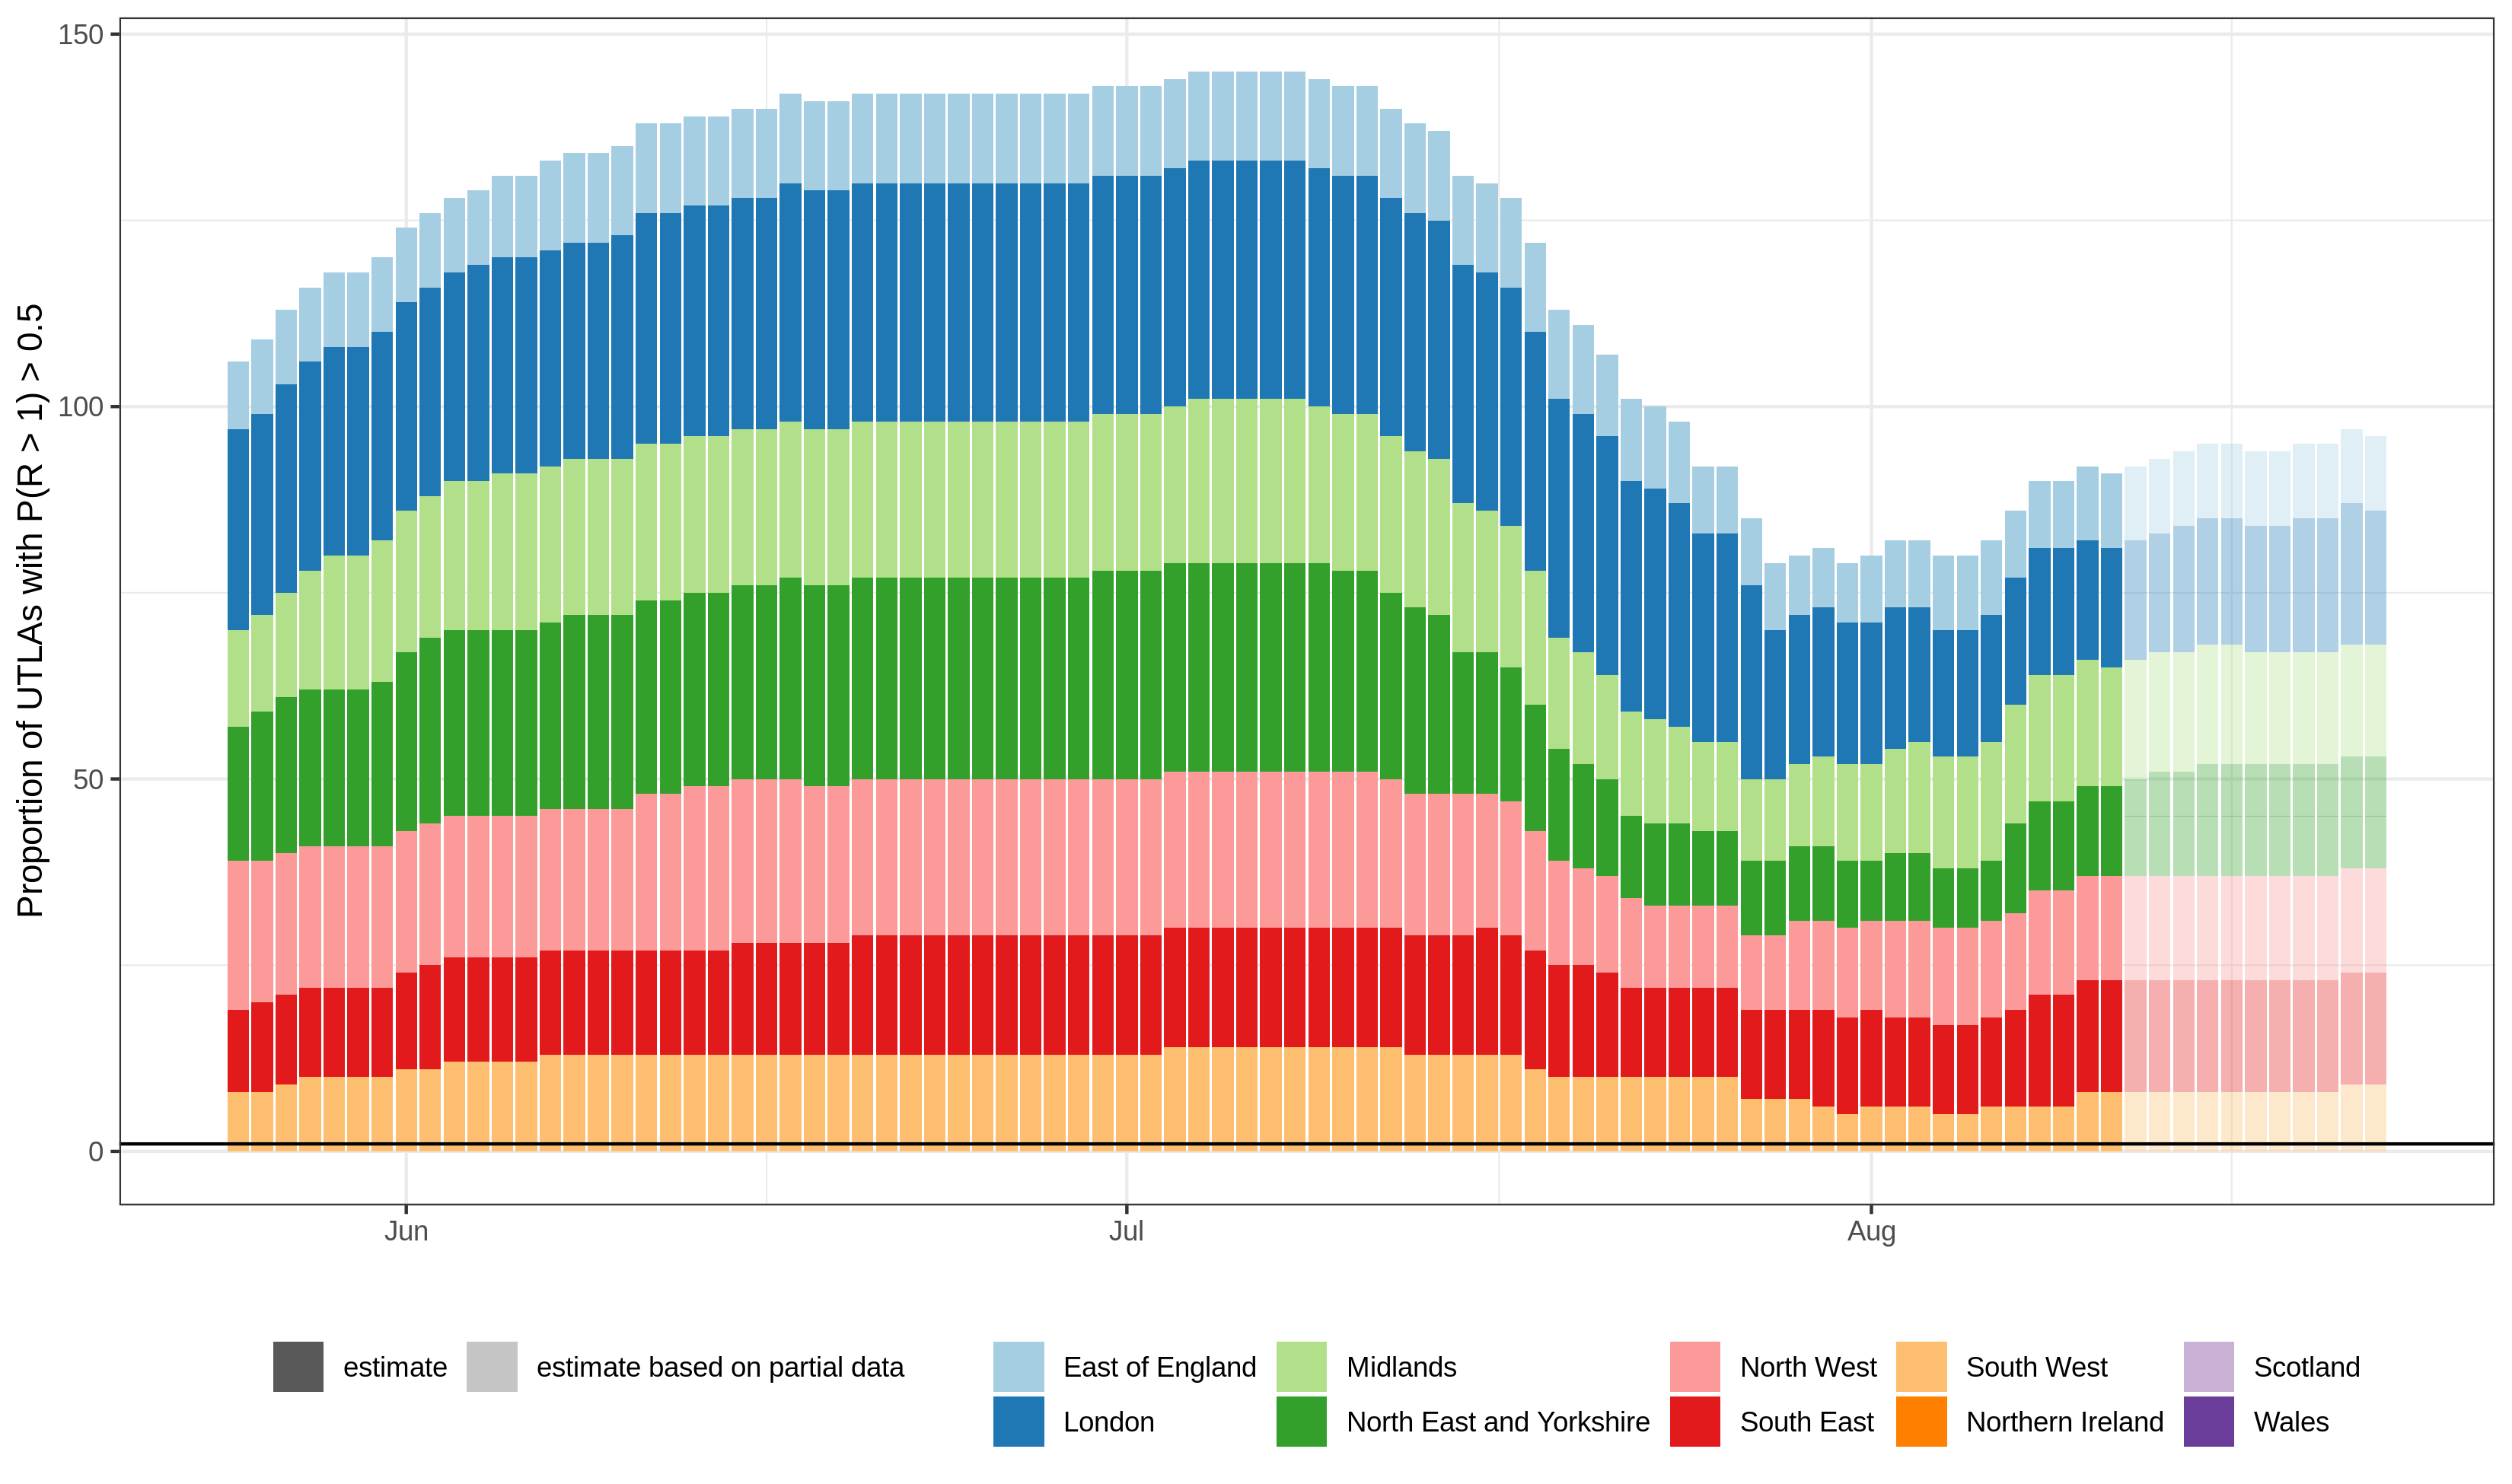 Proportion of UTLAs with P(R > 1) > 0.5
150
100
50
0
Jun Jul Aug
estimate estimate based on partial data East of England Midlands North West South West Scotland
London North East and Yorkshire South East Northern Ireland Wales